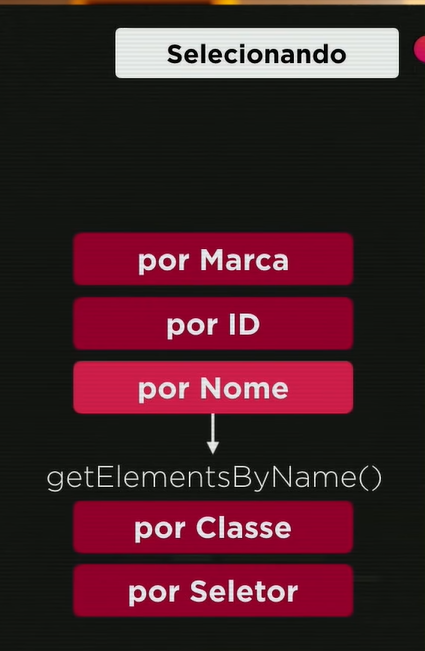 Selecionando
por Marca
por ID
por Nome
getElementsByName()
por Classe
por Seletor